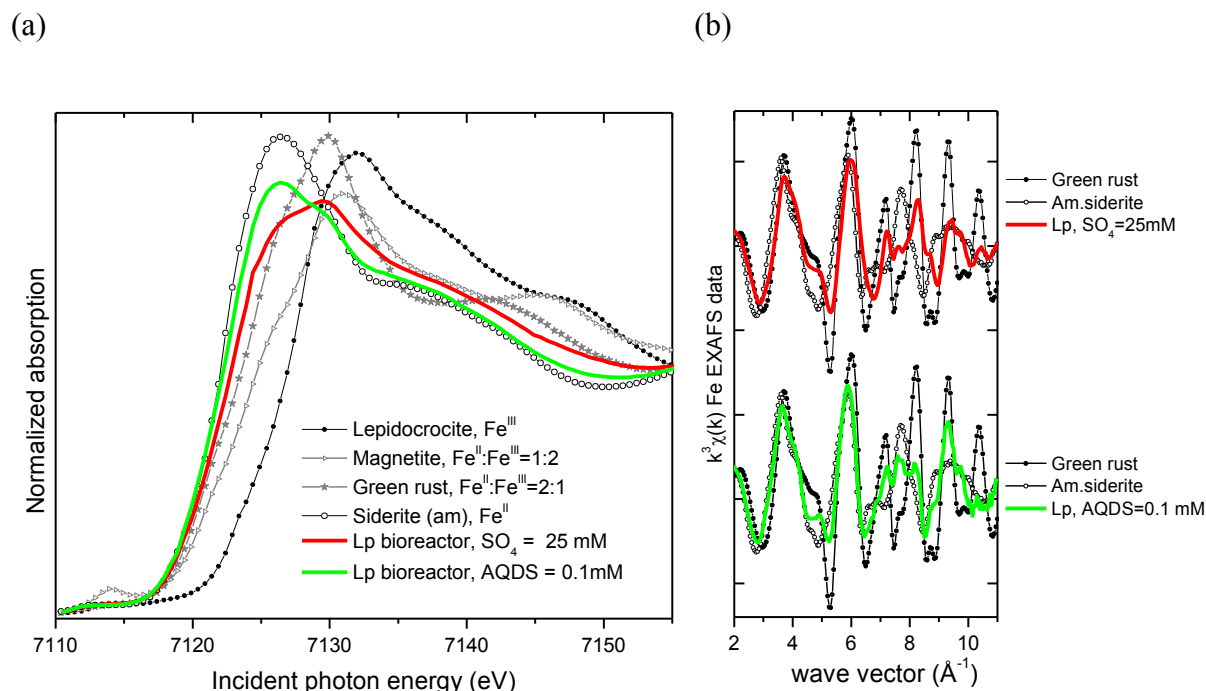 (a)
(b)
Normalized absorption
Lepidocrocite, Fe^III
Magnetite, Fe^II:Fe^III=1:2
Green rust, Fe^II:Fe^III=2:1
Siderite (am), Fe^II
Lp bioreactor, SO₄ = 25 mM
Lp bioreactor, AQDS = 0.1mM
7110
7120
7130
7140
7150
Incident photon energy (eV)
k³χ(k) Fe EXAFS data
Green rust
Am.siderite
Lp, SO₄=25mM
Green rust
Am.siderite
Lp, AQDS=0.1 mM
2
4
6
8
10
wave vector (Å⁻¹)